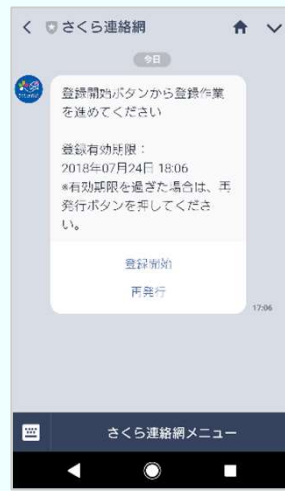 さくら連絡網
今日
登録開始ボタンから登録作業
を進めてください
登録有効期限：
2018年07月24日 18:06
*有効期限を過ぎた場合は、再
発行ボタンを押してくださ
い。
登録開始
再発行
17:06
さくら連絡網メニュー